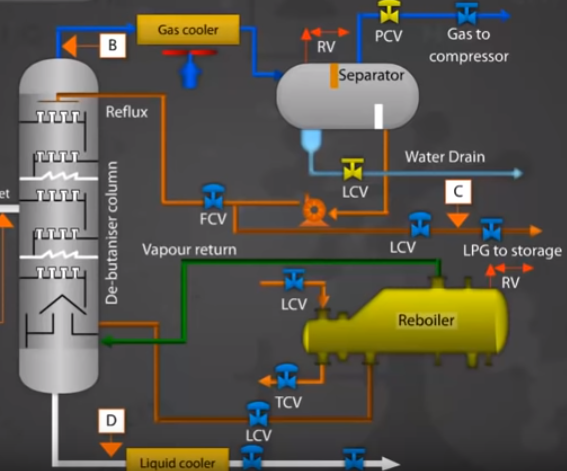 B
Gas cooler
RV
PCV
Gas to
compressor
Separator
Reflux
De-butaniser column
Water Drain
LCV
C
et
FCV
LCV
LPG to storage
Vapour return
RV
LCV
Reboiler
TCV
LCV
D
Liquid cooler